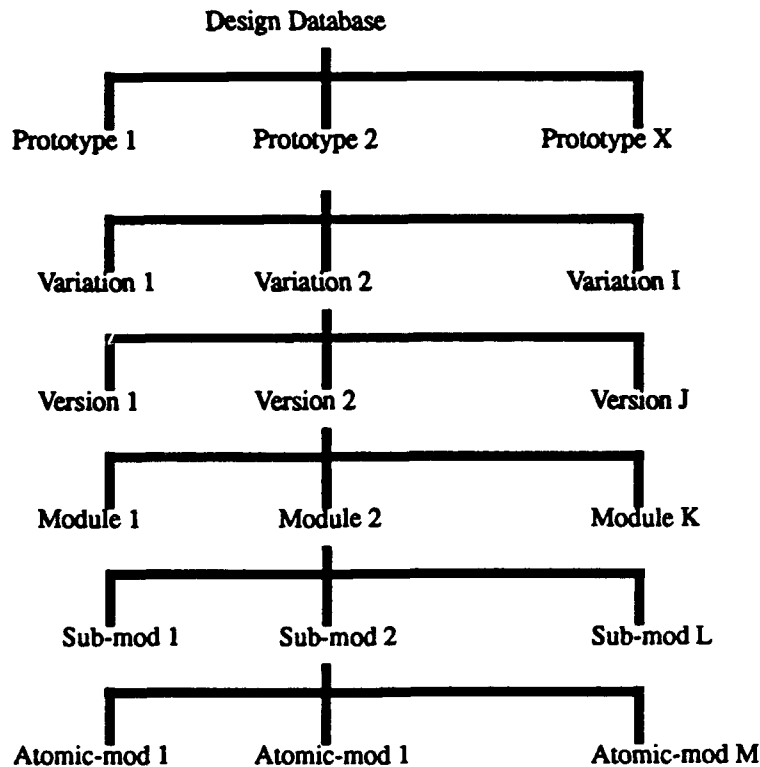 Design Database
Prototype 1 Prototype 2 Prototype X
Variation 1 Variation 2 Variation I
Version 1 Version 2 Version J
Module 1 Module 2 Module K
Sub-mod 1 Sub-mod 2 Sub-mod L
Atomic-mod 1 Atomic-mod 1 Atomic-mod M